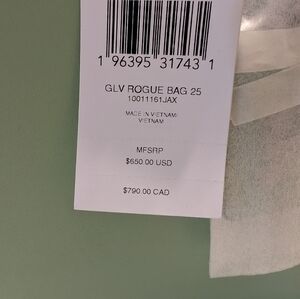 1 96395 31743 1
GLV ROGUE BAG 25
10011161JAX
MADE IN VIETNAM/
VIETNAM
MFSRP
$650.00 USD
$790.00 CAD